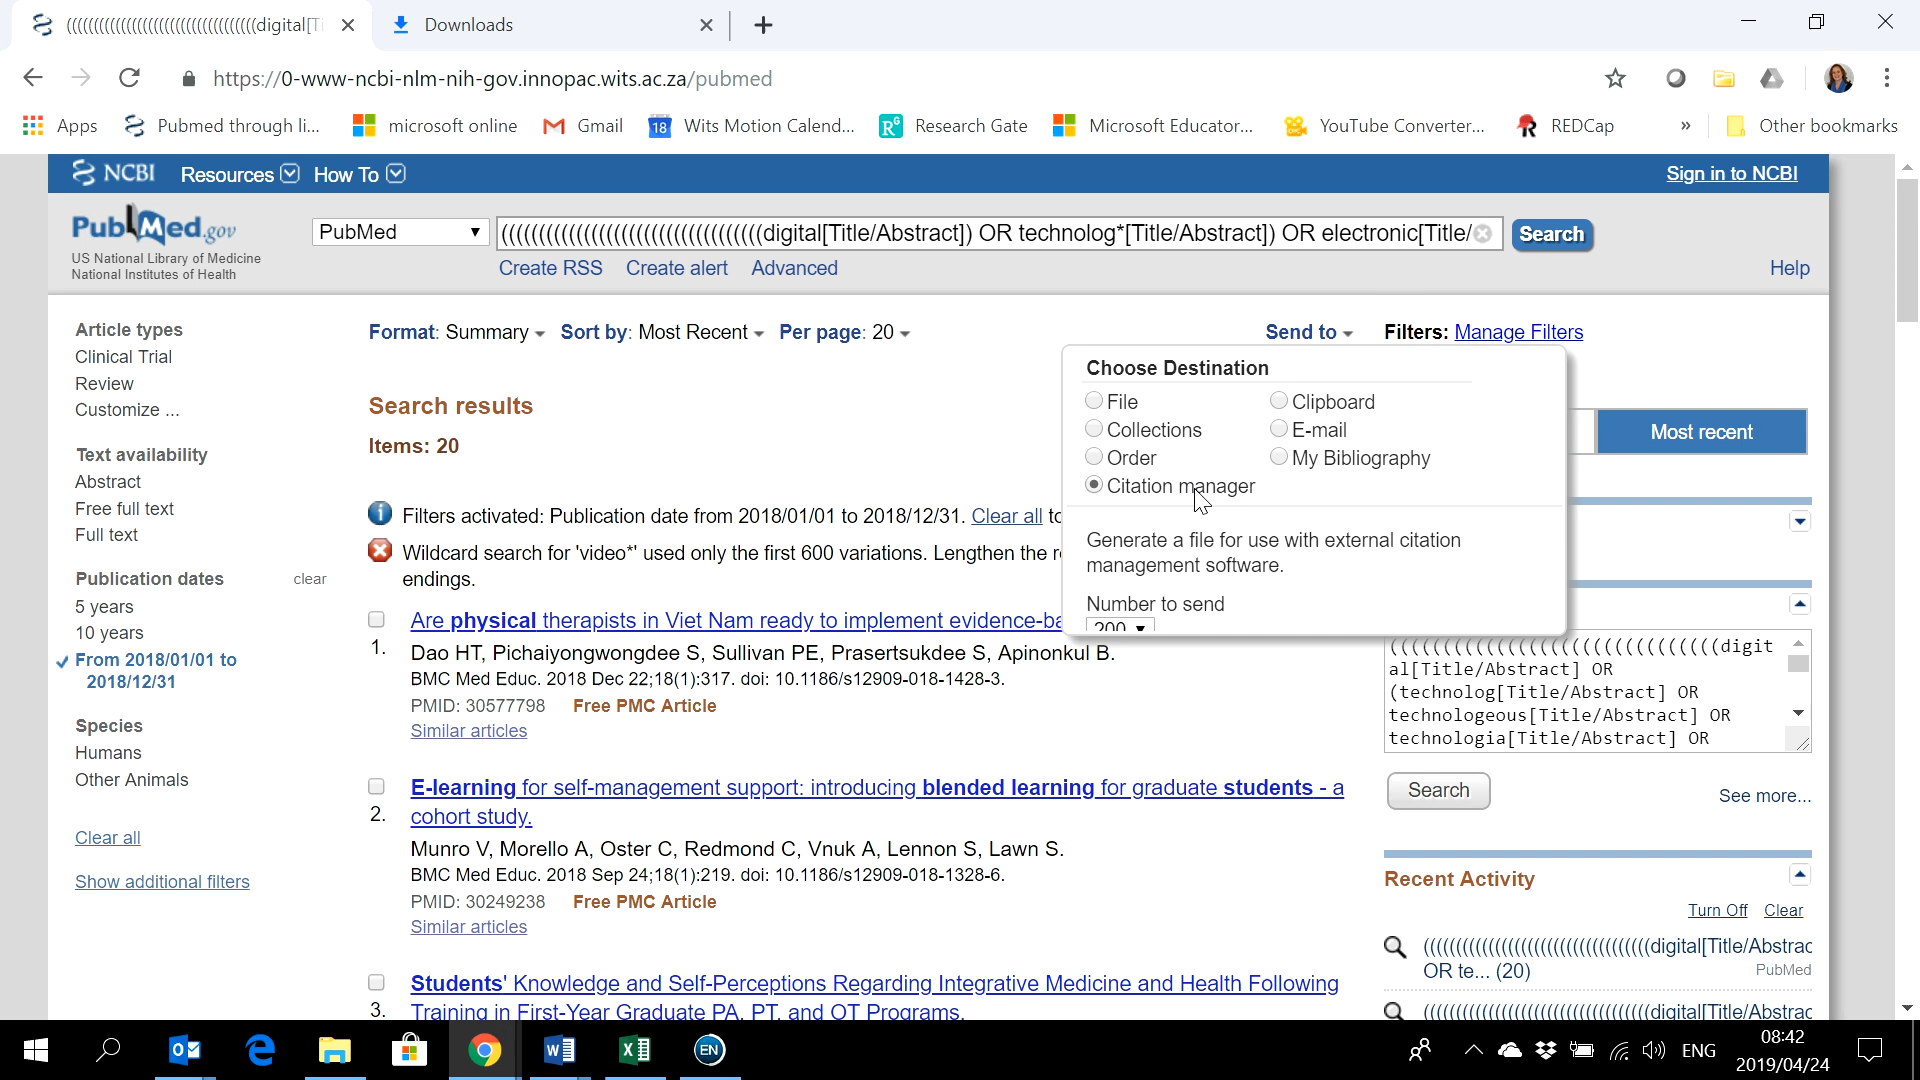 ((((((((((((((((((((((((((((((((((digital[Ti
Downloads
https://0-www-ncbi-nlm-nih-gov.innopac.wits.ac.za/pubmed
Apps
Pubmed through li...
microsoft online
Gmail
18
Wits Motion Calend...
Research Gate
Microsoft Educator...
YouTube Converter...
REDCap
»
Other bookmarks
NCBI Resources How To
Sign in to NCBI
PubMed.gov
US National Library of Medicine
National Institutes of Health
PubMed
((((((((((((((((((((((((((((((((((digital[Title/Abstract]) OR technolog*[Title/Abstract]) OR electronic[Title/
Search
Create RSS Create alert Advanced
Help
Article types
Clinical Trial
Review
Customize ...
Text availability
Abstract
Free full text
Full text
Publication dates clear
5 years
10 years
From 2018/01/01 to
2018/12/31
Species
Humans
Other Animals
Clear all
Show additional filters
Format: Summary Sort by: Most Recent Per page: 20
Send to
Filters: Manage Filters
Search results
Items: 20
Filters activated: Publication date from 2018/01/01 to 2018/12/31. Clear all to
Wildcard search for 'video*' used only the first 600 variations. Lengthen the
endings.
1. Are physical therapists in Viet Nam ready to implement evidence-ba
Dao HT, Pichaiyongwongdee S, Sullivan PE, Prasertsukdee S, Apinonkul B.
BMC Med Educ. 2018 Dec 22;18(1):317. doi: 10.1186/s12909-018-1428-3.
PMID: 30577798 Free PMC Article
Similar articles
2. E-learning for self-management support: introducing blended learning for graduate students - a
cohort study.
Munro V, Morello A, Oster C, Redmond C, Vnuk A, Lennon S, Lawn S.
BMC Med Educ. 2018 Sep 24;18(1):219. doi: 10.1186/s12909-018-1328-6.
PMID: 30249238 Free PMC Article
Similar articles
3. Students' Knowledge and Self-Perceptions Regarding Integrative Medicine and Health Following
Training in First-Year Graduate PA, PT, and OT Programs.
Choose Destination
File Clipboard
Collections E-mail
Order My Bibliography
Citation manager
Generate a file for use with external citation
management software.
Number to send
200
Most recent
((((((((((((((((((((((((((((((digit
al[Title/Abstract] OR
(technolog[Title/Abstract] OR
technologeous[Title/Abstract] OR
technologia[Title/Abstract] OR
Search
See more...
Recent Activity
Turn Off Clear
((((((((((((((((((((((((((((((((((digital[Title/Abstrac
OR te... (20)
PubMed
((((((((((((((((((((((((((((((((((digital[Title/Abstrac
EN
ENG
08:42
2019/04/24